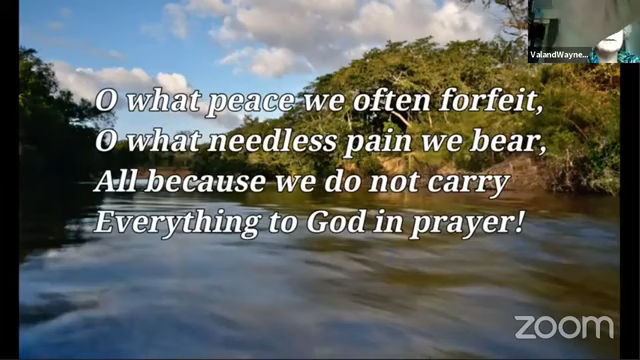 O what peace we often forfeit,
O what needless pain we bear,
All because we do not carry
Everything to God in prayer!
ValandWayne...
zoom